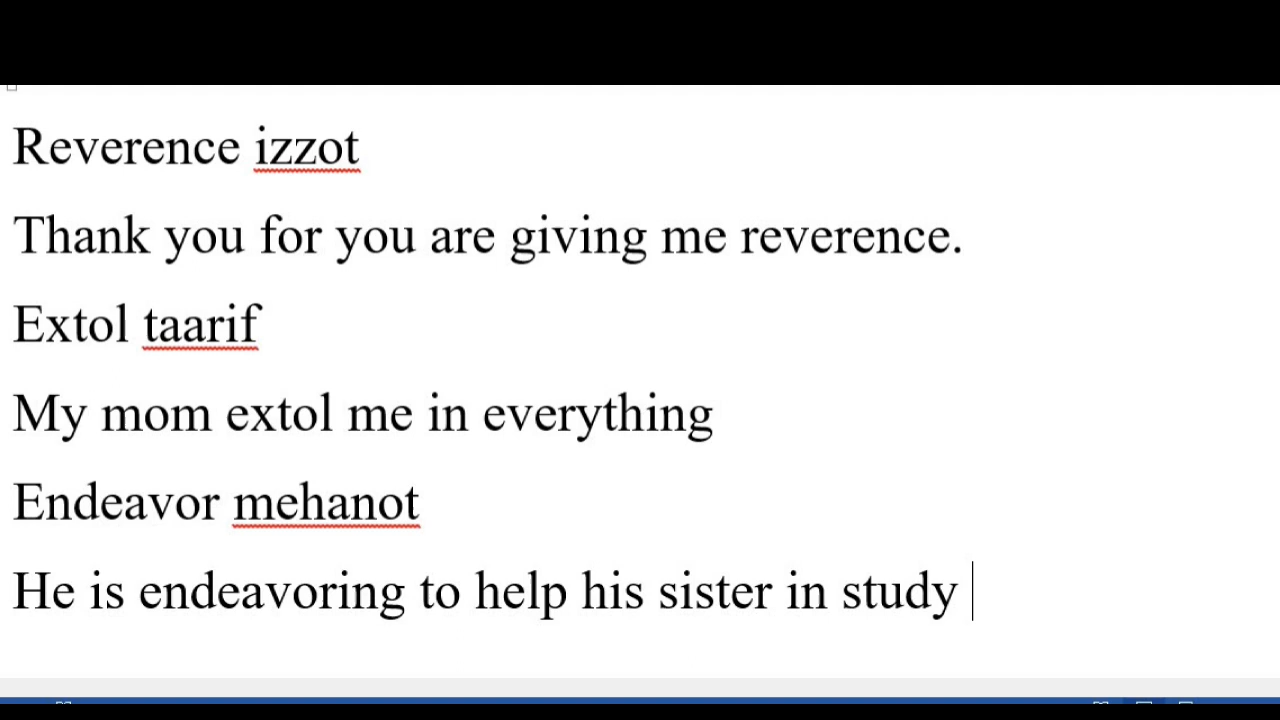 Reverence izzot
Thank you for you are giving me reverence.
Extol taarif
My mom extol me in everything
Endeavor mehanot
He is endeavoring to help his sister in study